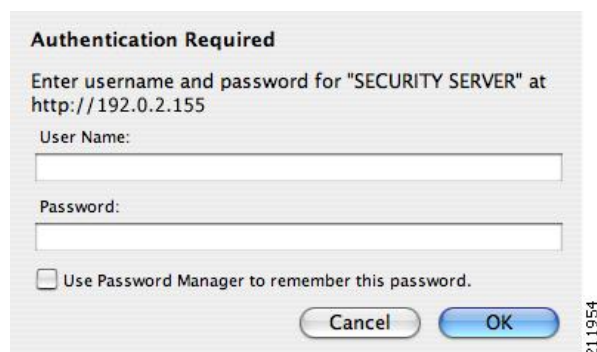 Authentication Required
Enter username and password for "SECURITY SERVER" at
http://192.0.2.155
User Name:
Password:
Use Password Manager to remember this password.
Cancel
OK
211954